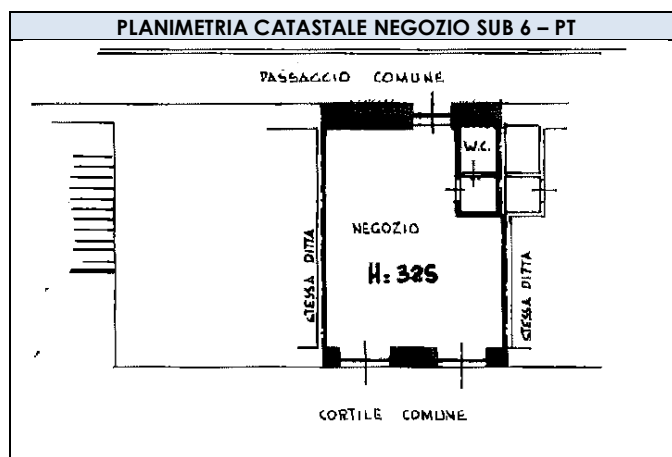 PLANIMETRIA CATASTALE NEGOZIO SUB 6 – PT
PASSAGGIO COMUNE
W.C.
NEGOZIO
H: 325
STESSA DITTA
STESSA DITTA
CORTILE COMUNE